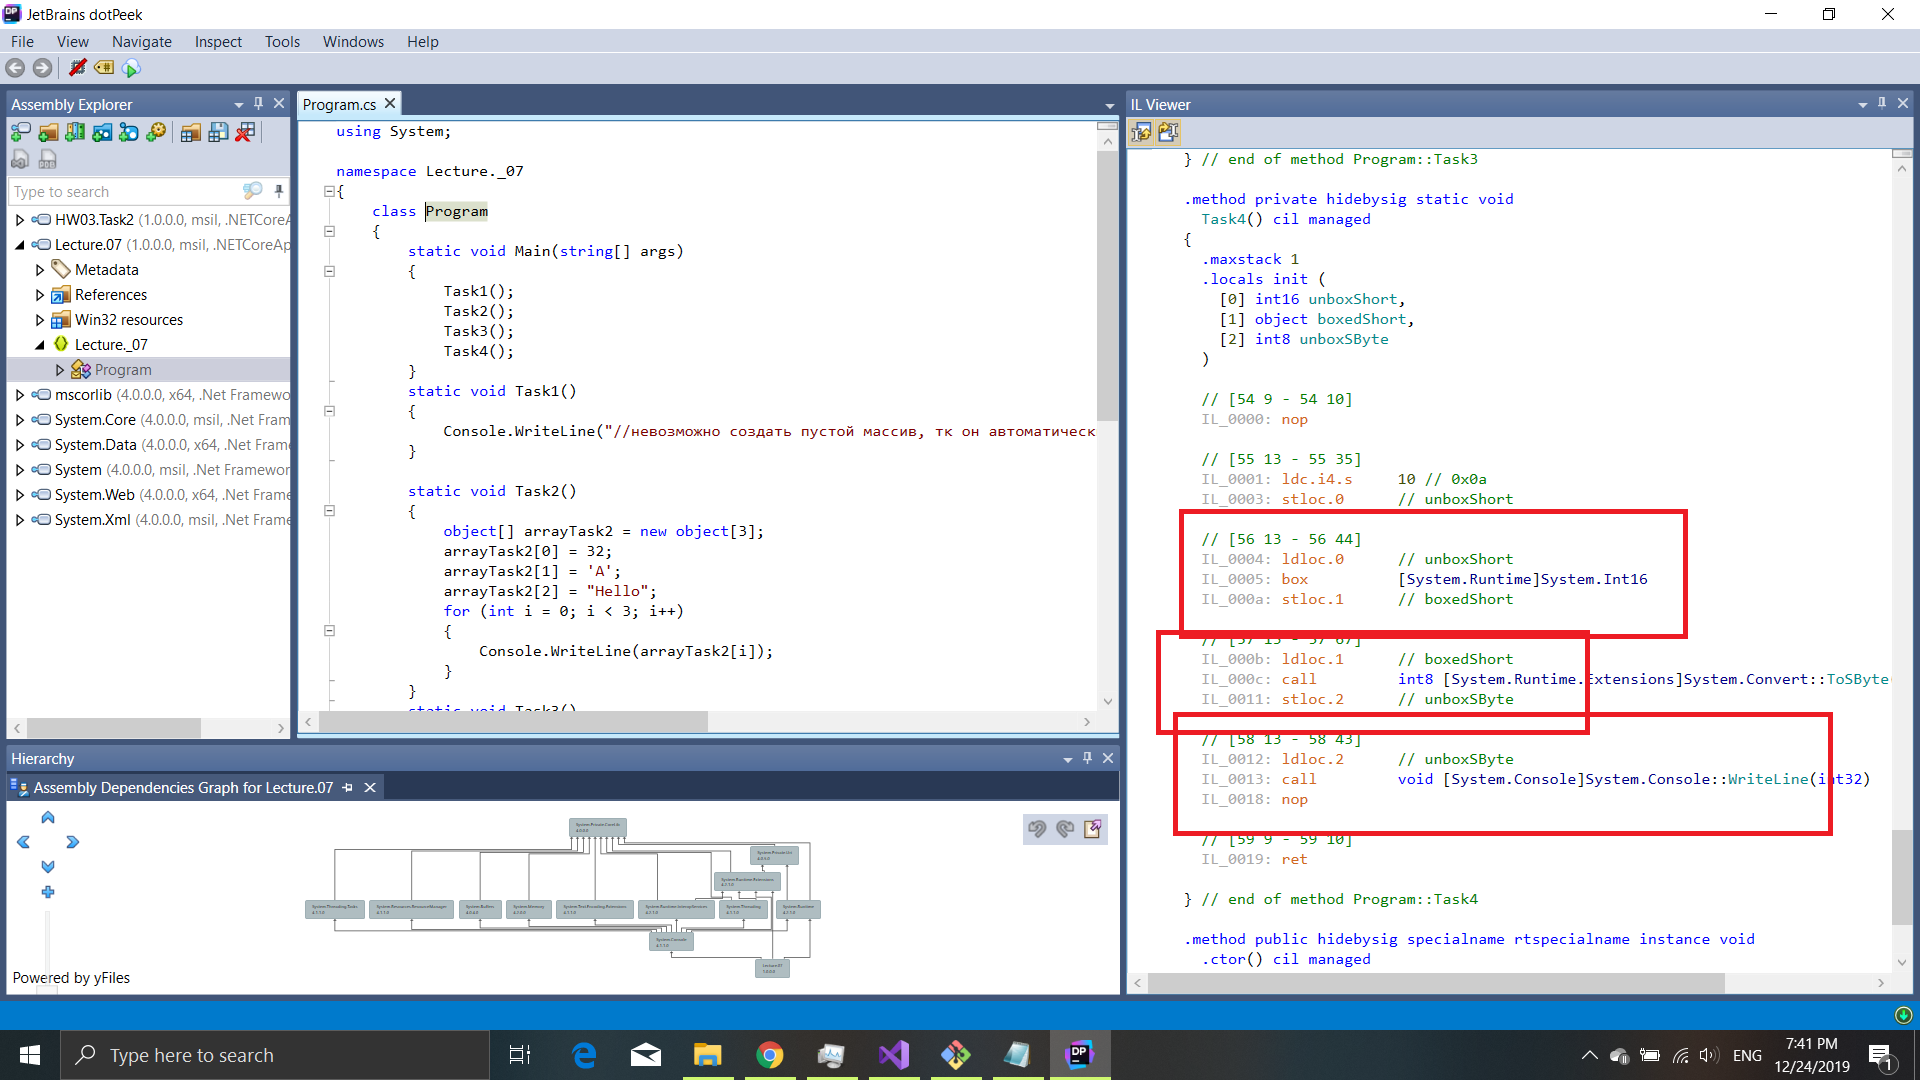 JetBrains dotPeek
File View Navigate Inspect Tools Windows Help
Assembly Explorer
Type to search
HW03.Task2 (1.0.0.0, msil, .NETCoreA
Lecture.07 (1.0.0.0, msil, .NETCoreAp
Metadata
References
Win32 resources
Lecture._07
Program
mscorlib (4.0.0.0, x64, .Net Framewo
System.Core (4.0.0.0, msil, .Net Fram
System.Data (4.0.0.0, x64, .Net Frame
System (4.0.0.0, msil, .Net Framewor
System.Web (4.0.0.0, x64, .Net Frame
System.Xml (4.0.0.0, msil, .Net Frame
Program.cs
using System;
namespace Lecture._07
{
class Program
{
static void Main(string[] args)
{
Task1();
Task2();
Task3();
Task4();
}
static void Task1()
{
Console.WriteLine("//невозможно создать пустой массив, тк он автоматическ
}
static void Task2()
{
object[] arrayTask2 = new object[3];
arrayTask2[0] = 32;
arrayTask2[1] = 'A';
arrayTask2[2] = "Hello";
for (int i = 0; i < 3; i++)
{
Console.WriteLine(arrayTask2[i]);
}
}
static void Task3()
IL Viewer
} // end of method Program::Task3
.method private hidebysig static void
Task4() cil managed
{
.maxstack 1
.locals init (
[0] int16 unboxShort,
[1] object boxedShort,
[2] int8 unboxSByte
)
// [54 9 - 54 10]
IL_0000: nop
// [55 13 - 55 35]
IL_0001: ldc.i4.s 10 // 0x0a
IL_0003: stloc.0 // unboxShort
// [56 13 - 56 44]
IL_0004: ldloc.0 // unboxShort
IL_0005: box [System.Runtime]System.Int16
IL_000a: stloc.1 // boxedShort
// [57 13 - 57 67]
IL_000b: ldloc.1 // boxedShort
IL_000c: call int8 [System.Runtime.Extensions]System.Convert::ToSByte(
IL_0011: stloc.2 // unboxSByte
// [58 13 - 58 43]
IL_0012: ldloc.2 // unboxSByte
IL_0013: call void [System.Console]System.Console::WriteLine(int32)
IL_0018: nop
// [59 9 - 59 10]
IL_0019: ret
} // end of method Program::Task4
.method public hidebysig specialname rtspecialname instance void
.ctor() cil managed
Hierarchy
Assembly Dependencies Graph for Lecture.07
Powered by yFiles
Type here to search
ENG
7:41 PM
12/24/2019
1